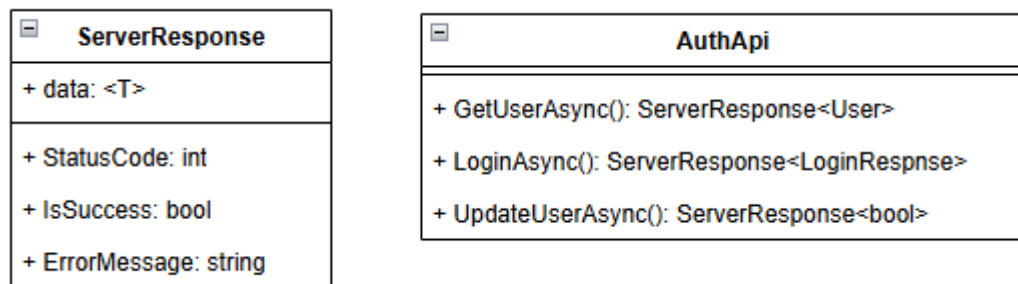 ServerResponse
+ data: <T>
+ StatusCode: int
+ IsSuccess: bool
+ ErrorMessage: string
AuthApi
+ GetUserAsync(): ServerResponse<User>
+ LoginAsync(): ServerResponse<LoginRespnse>
+ UpdateUserAsync(): ServerResponse<bool>